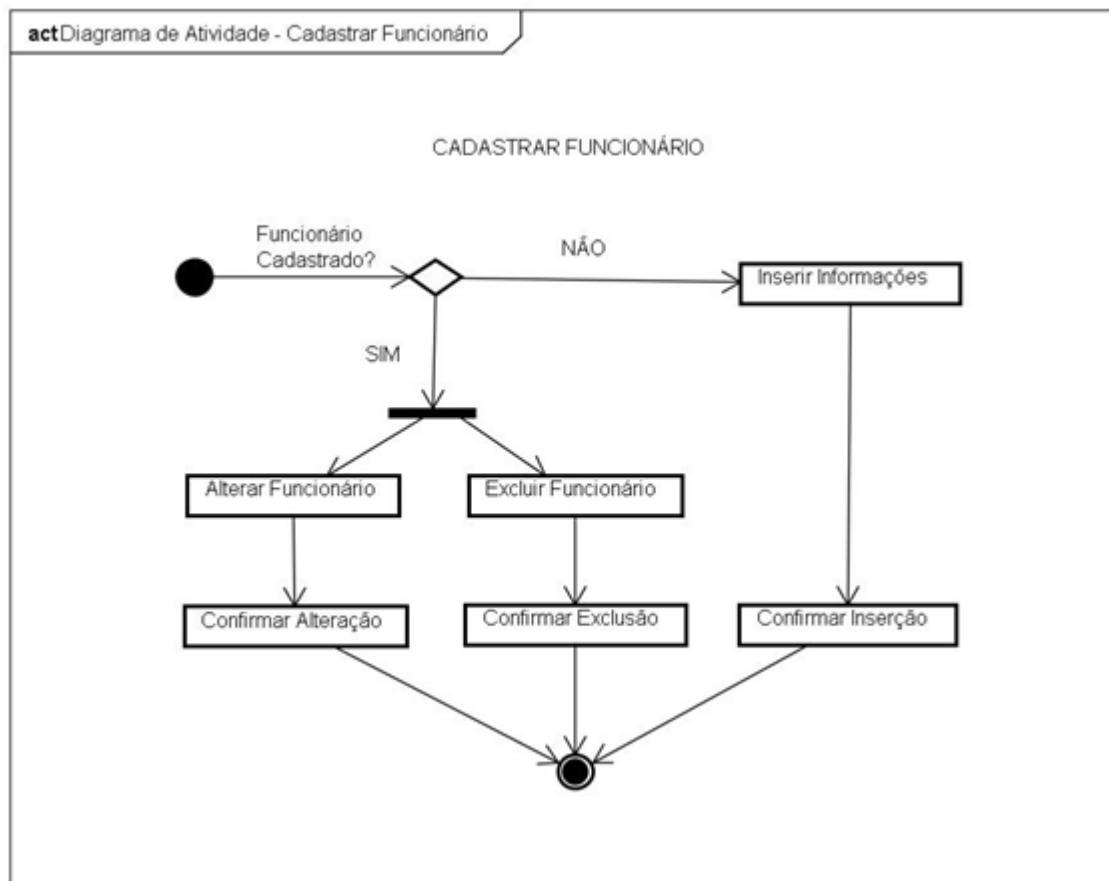 act Diagrama de Atividade - Cadastrar Funcionário
CADASTRAR FUNCIONÁRIO
Funcionário
Cadastrado?
NÃO
Inserir Informações
SIM
Alterar Funcionário
Excluir Funcionário
Confirmar Alteração
Confirmar Exclusão
Confirmar Inserção